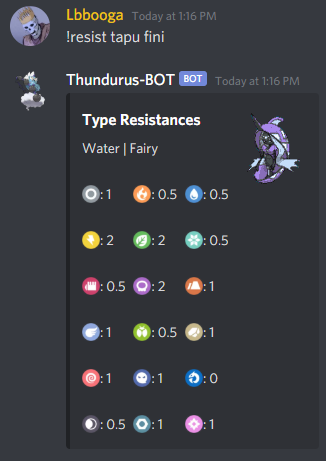 Lbbooga Today at 1:16 PM
!resist tapu fini
Thundurus-BOT BOT Today at 1:16 PM
Type Resistances
Water | Fairy
: 1 : 0.5 : 0.5
: 2 : 2 : 0.5
: 0.5 : 2 : 1
: 1 : 0.5 : 1
: 1 : 1 : 0
: 0.5 : 1 : 1